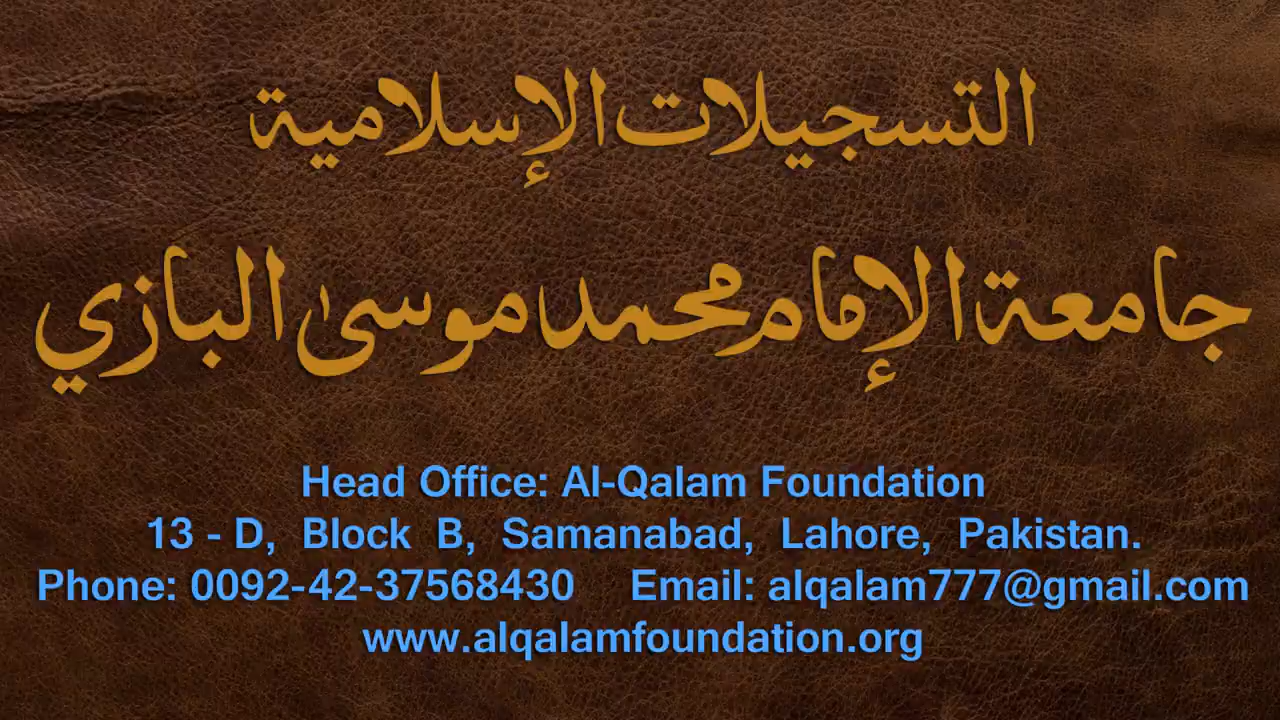 التسجيلات الإسلامية
جامعة الإمام محمد موسىٰ البازي
Head Office: Al-Qalam Foundation
13 - D, Block B, Samanabad, Lahore, Pakistan.
Phone: 0092-42-37568430 Email: alqalam777@gmail.com
www.alqalamfoundation.org